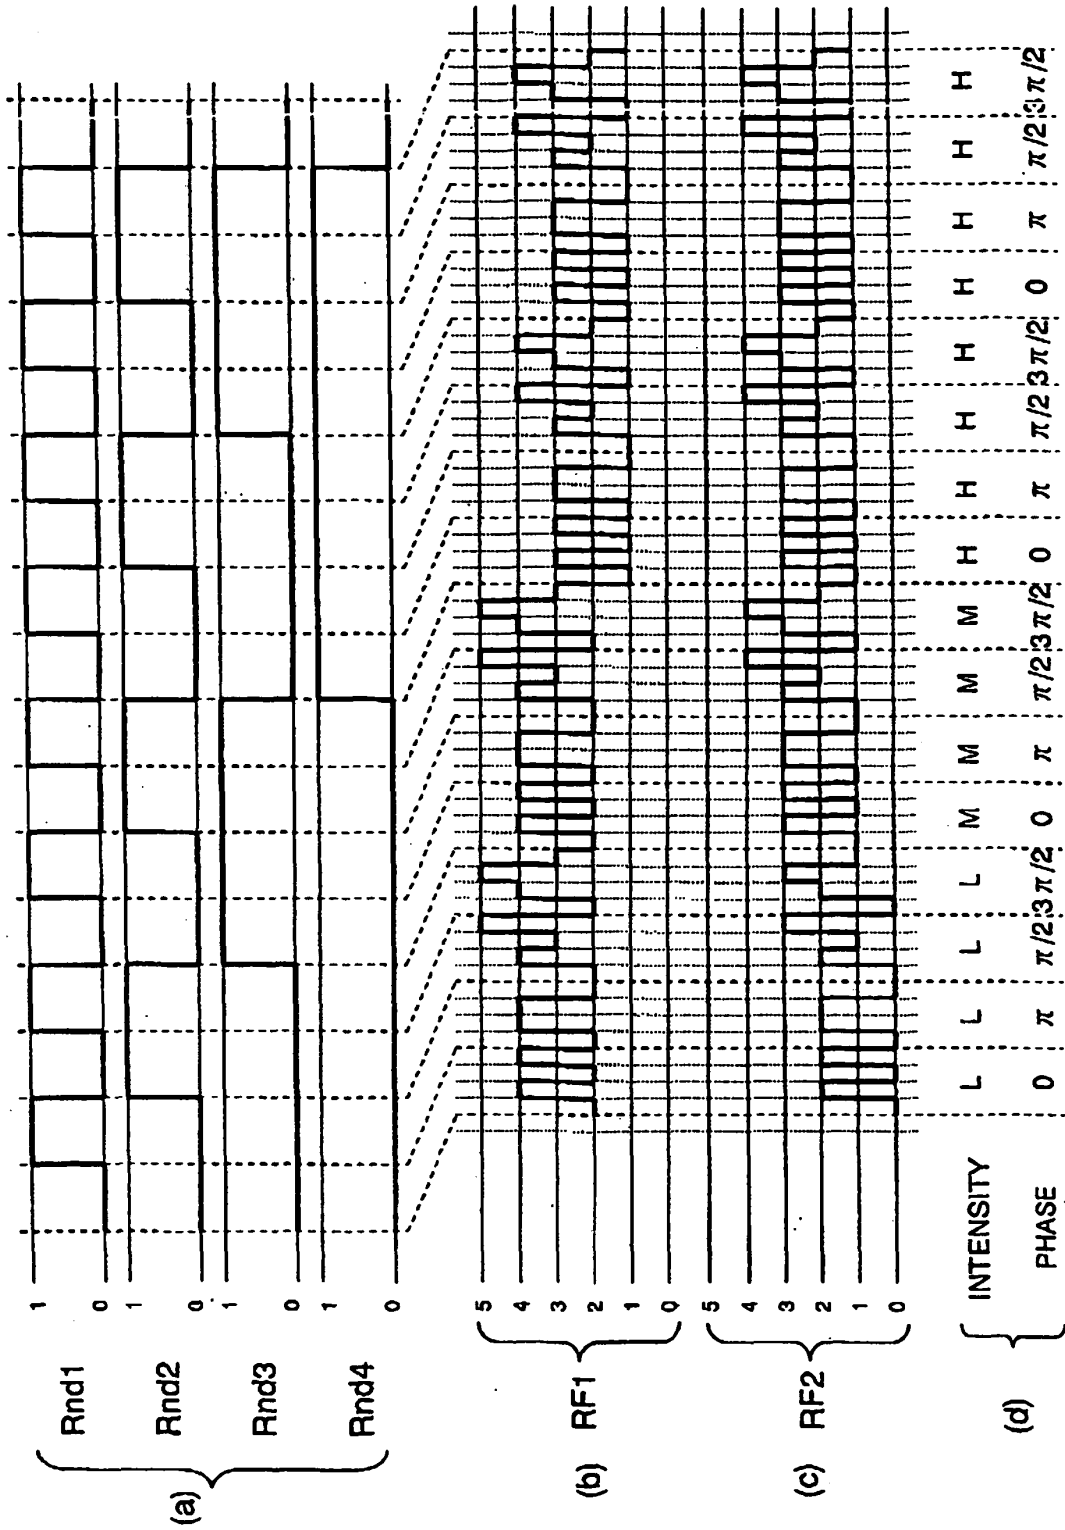 (a)
Rnd1 1 0
Rnd2 1 0
Rnd3 1 0
Rnd4 1 0
(b) RF1 5 4 3 2 1 0
(c) RF2 5 4 3 2 1 0
(d)
INTENSITY L L L L M M M M H H H H H H H H
PHASE 0 π π/2 3π/2 0 π π/2 3π/2 0 π π/2 3π/2 0 π π/2 3π/2